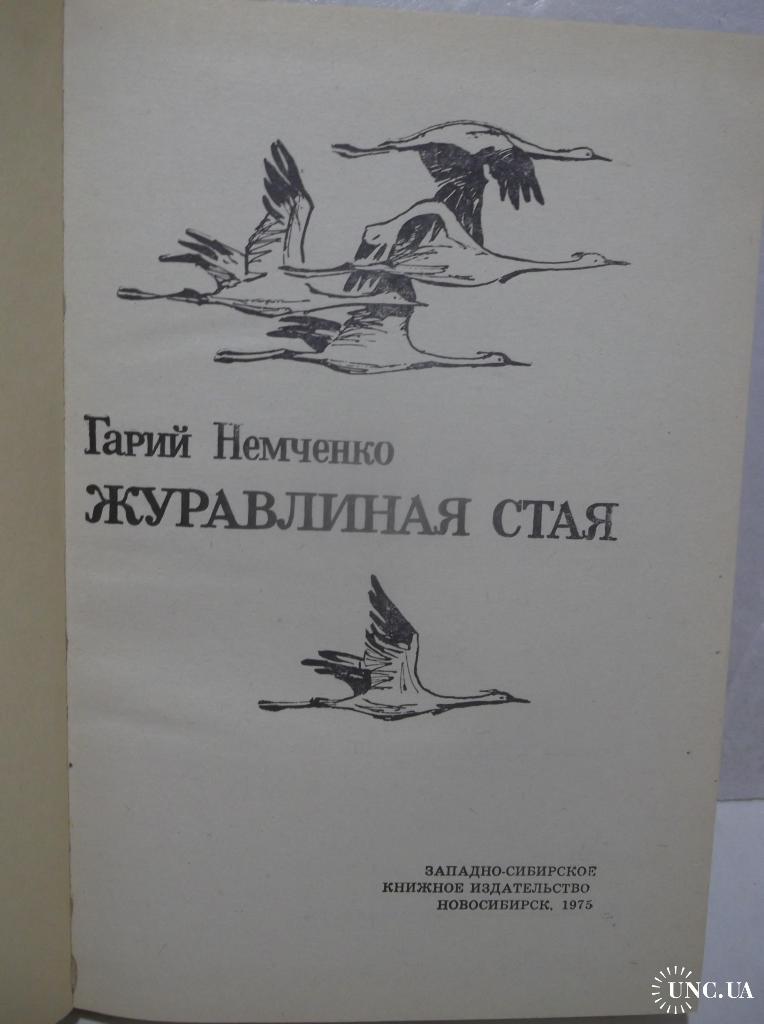 Гарий Немченко
ЖУРАВЛИНАЯ СТАЯ
ЗАПАДНО-СИБИРСКОЕ
КНИЖНОЕ ИЗДАТЕЛЬСТВО
НОВОСИБИРСК, 1975
UNC.UA